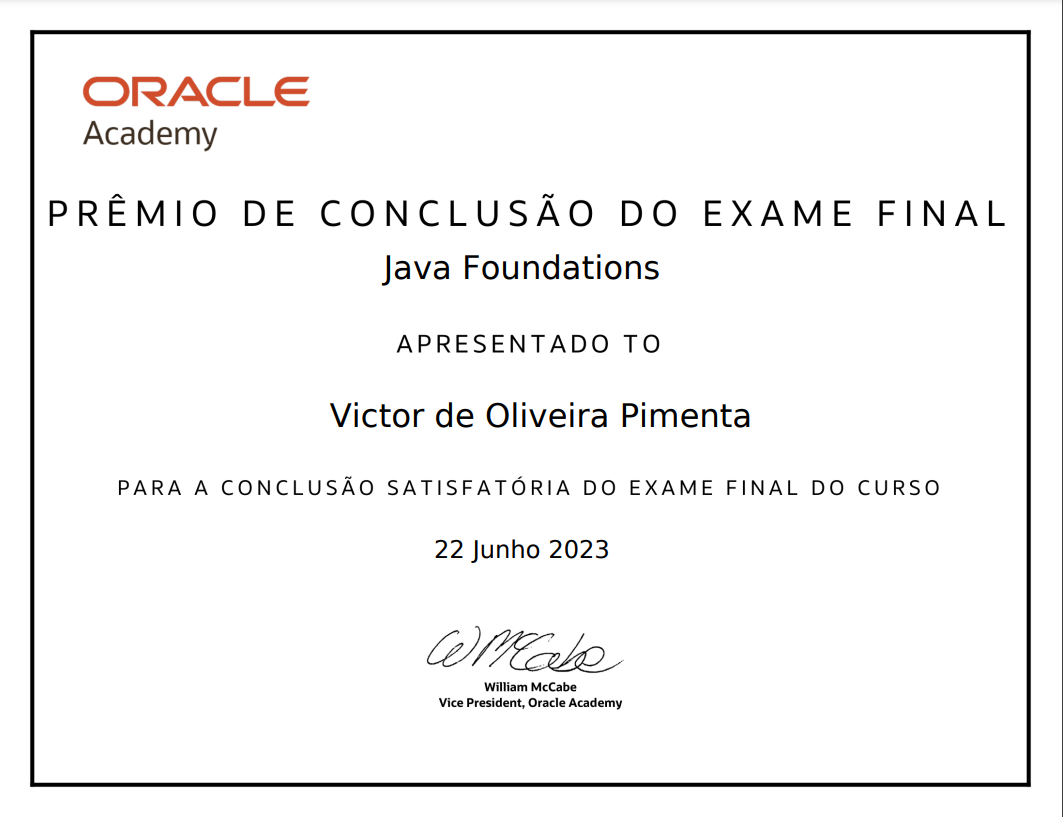 ORACLE
Academy
PRÊMIO DE CONCLUSÃO DO EXAME FINAL
Java Foundations
APRESENTADO TO
Victor de Oliveira Pimenta
PARA A CONCLUSÃO SATISFATÓRIA DO EXAME FINAL DO CURSO
22 Junho 2023
W McCabe
William McCabe
Vice President, Oracle Academy